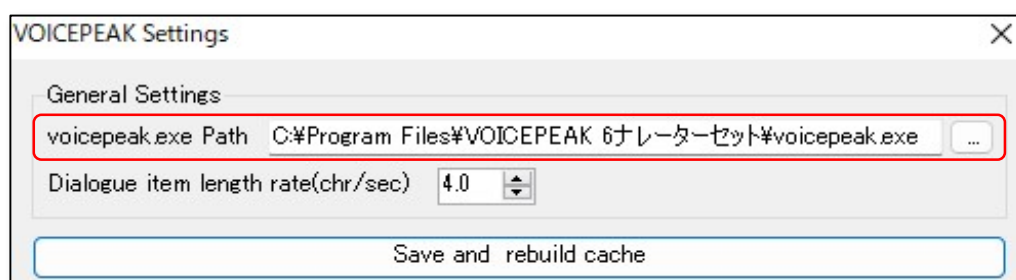 VOICEPEAK Settings
General Settings
voicepeak.exe Path C:¥Program Files¥VOICEPEAK 6ナレーターセット¥voicepeak.exe ...
Dialogue item length rate(chr/sec) 4.0
Save and rebuild cache